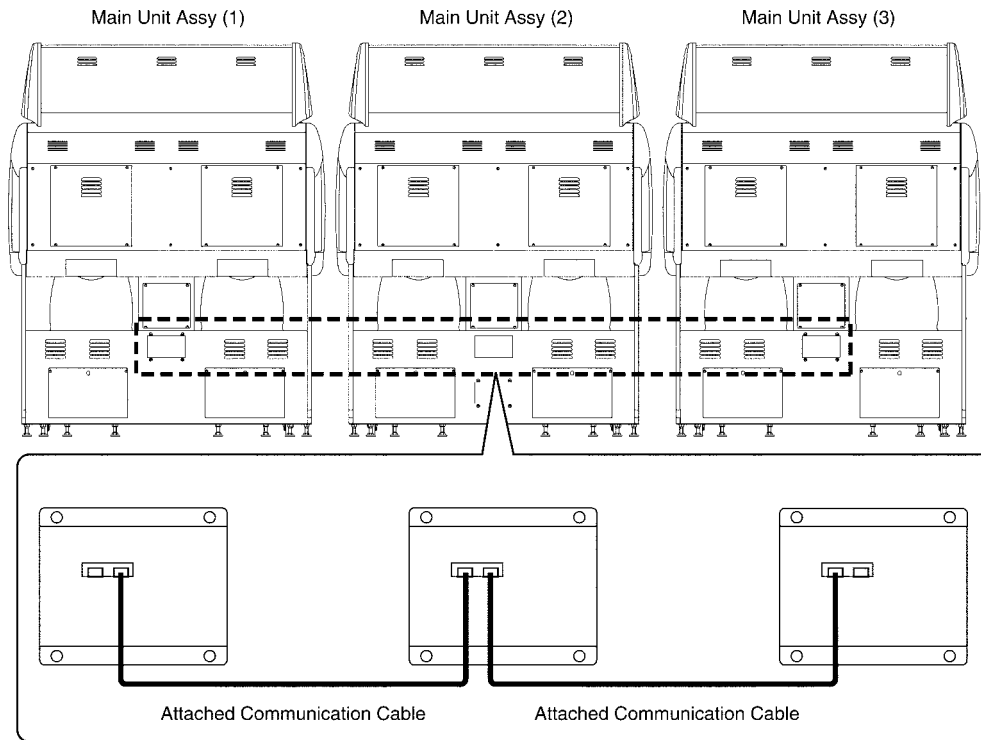 Main Unit Assy (1)
Main Unit Assy (2)
Main Unit Assy (3)
Attached Communication Cable
Attached Communication Cable